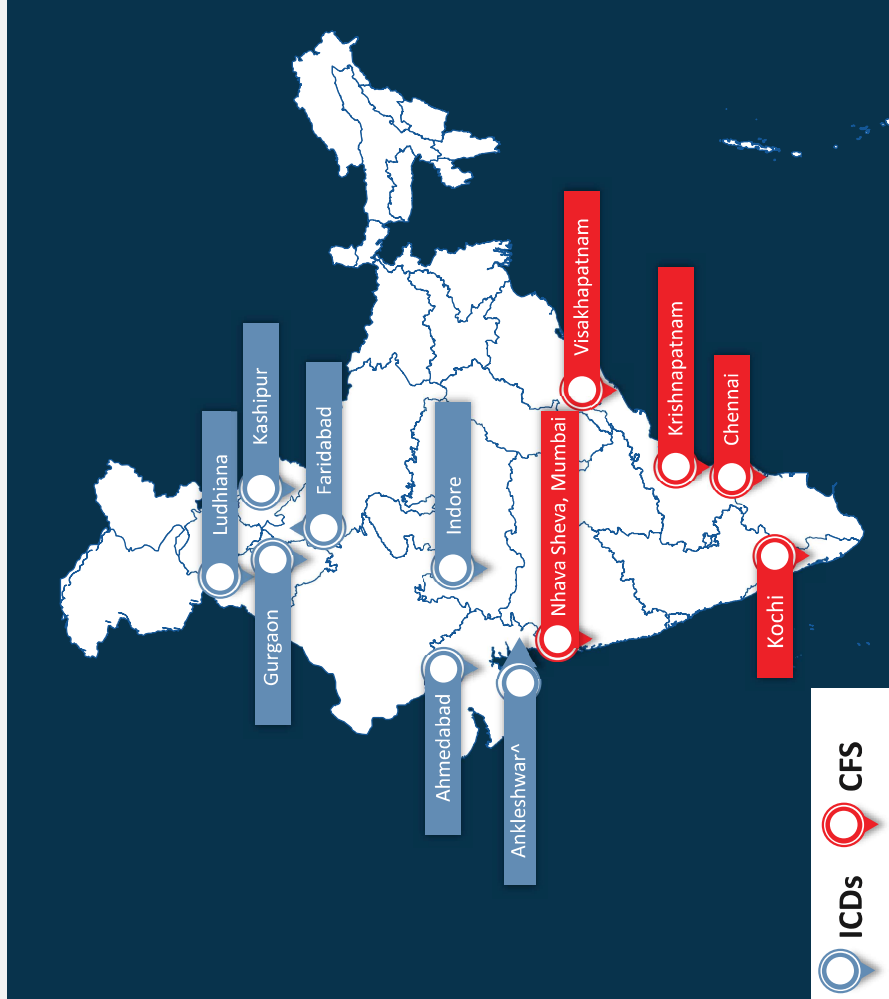 Ludhiana
Kashipur
Gurgaon
Faridabad
Ahmedabad
Indore
Ankleshwar^
Nhava Sheva, Mumbai
Visakhapatnam
Krishnapatnam
Chennai
Kochi
ICDs
CFS